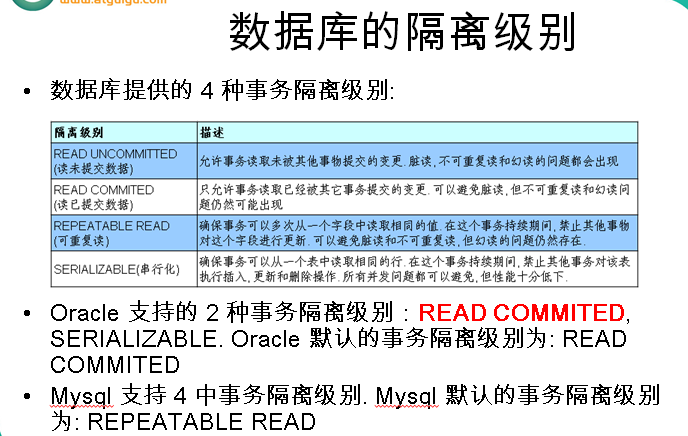 www.atguigu.com
数据库的隔离级别
• 数据库提供的 4 种事务隔离级别:
隔离级别 描述
READ UNCOMMITTED 允许事务读取未被其他事物提交的变更.脏读,不可重复读和幻读的问题都会出现
(读未提交数据)
READ COMMITED 只允许事务读取已经被其它事务提交的变更.可以避免脏读,但不可重复读和幻读问
(读已提交数据) 题仍然可能出现
REPEATABLE READ 确保事务可以多次从一个字段中读取相同的值.在这个事务持续期间,禁止其他事物
(可重复读) 对这个字段进行更新.可以避免脏读和不可重复读,但幻读的问题仍然存在.
SERIALIZABLE(串行化) 确保事务可以从一个表中读取相同的行.在这个事务持续期间,禁止其他事务对该表
执行插入,更新和删除操作.所有并发问题都可以避免,但性能十分低下.
• Oracle 支持的 2 种事务隔离级别：READ COMMITED,
SERIALIZABLE. Oracle 默认的事务隔离级别为: READ
COMMITED
• Mysql 支持 4 中事务隔离级别. Mysql 默认的事务隔离级别
为: REPEATABLE READ